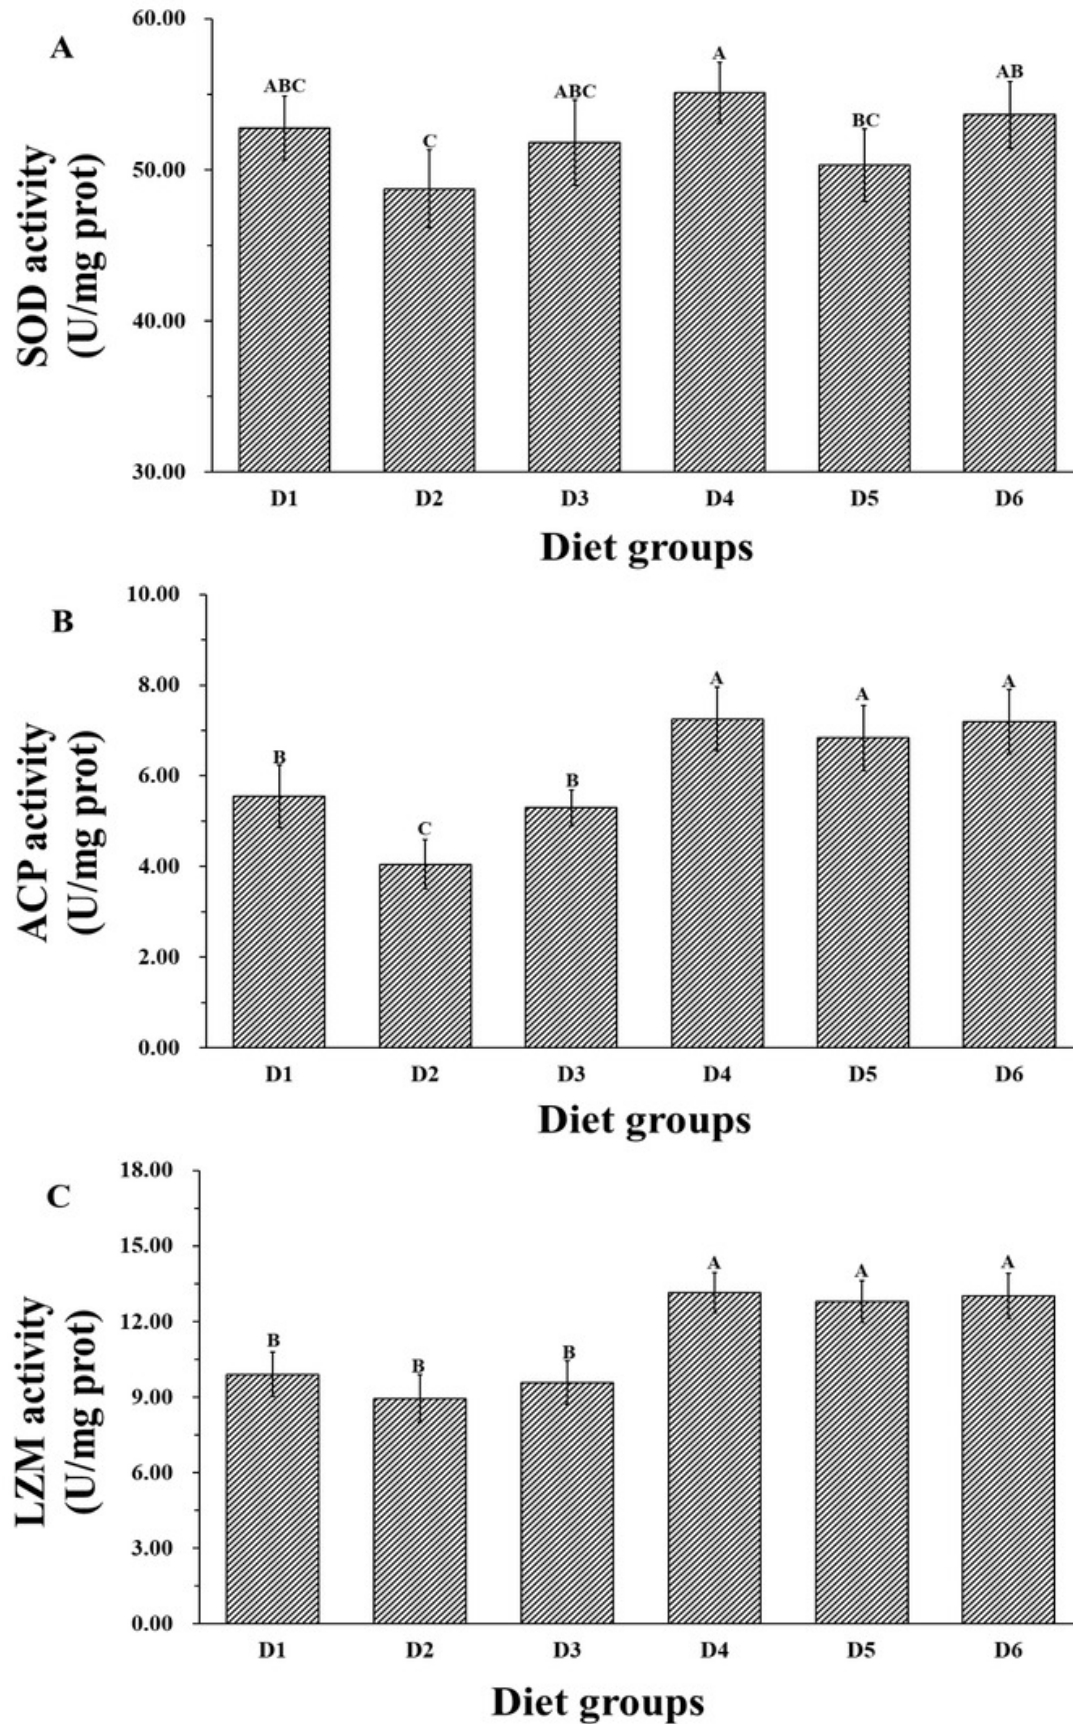 A
SOD activity
(U/mg prot)
60.00
50.00
40.00
30.00
ABC
C
ABC
A
BC
AB
D1 D2 D3 D4 D5 D6
Diet groups
B
ACP activity
(U/mg prot)
10.00
8.00
6.00
4.00
2.00
0.00
B
C
B
A
A
A
D1 D2 D3 D4 D5 D6
Diet groups
C
LZM activity
(U/mg prot)
18.00
15.00
12.00
9.00
6.00
3.00
0.00
B
B
B
A
A
A
D1 D2 D3 D4 D5 D6
Diet groups